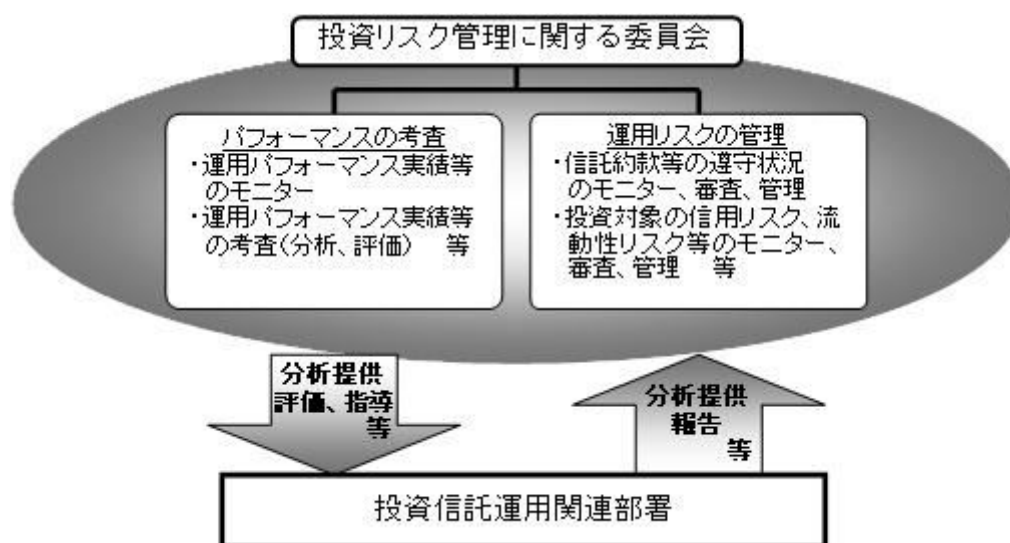 投資リスク管理に関する委員会
パフォーマンスの考査
・運用パフォーマンス実績等
のモニター
・運用パフォーマンス実績等
の考査(分析、評価)　等
運用リスクの管理
・信託約款等の遵守状況
のモニター、審査、管理
・投資対象の信用リスク、流
動性リスク等のモニター、
審査、管理　等
分析提供
評価、指導
等
分析提供
報告
等
投資信託運用関連部署